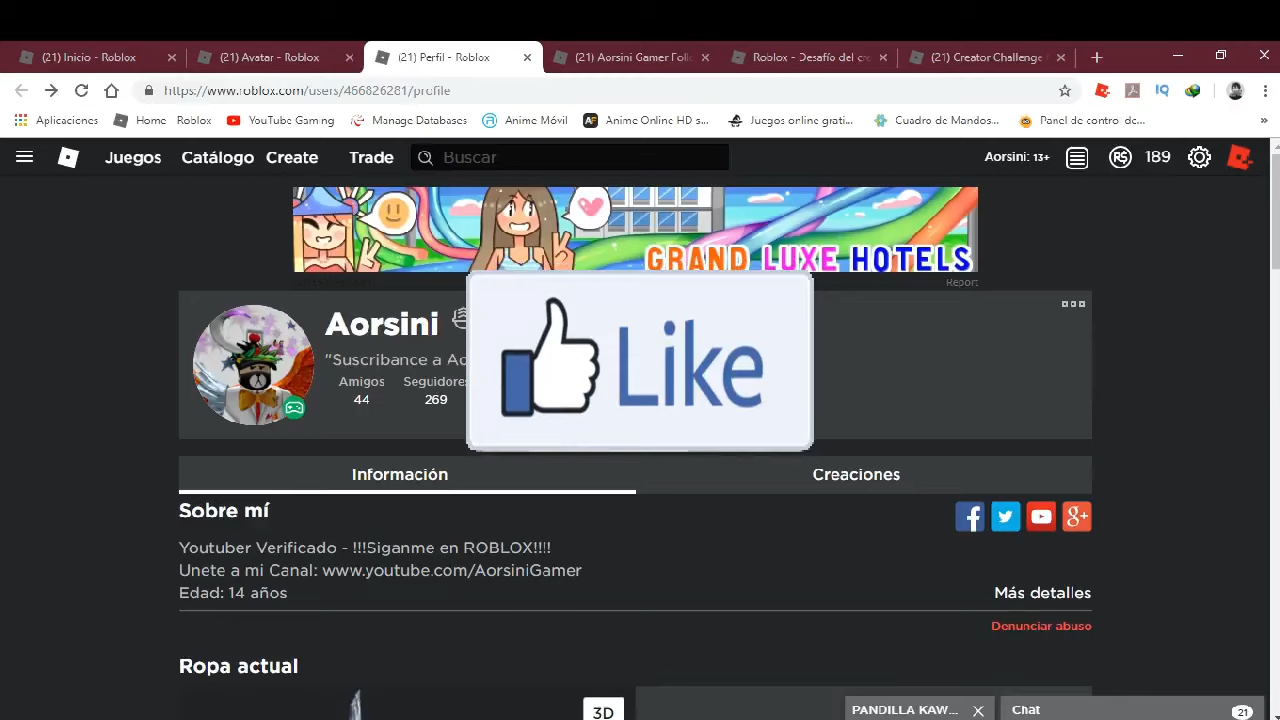 (21) Inicio - Roblox
(21) Avatar - Roblox
(21) Perfil - Roblox
(21) Aorsini Gamer Foll
Roblox - Desafío del cre
(21) Creator Challenge
https://www.roblox.com/users/466826281/profile
Aplicaciones
Home - Roblox
YouTube Gaming
Manage Databases
Anime Móvil
Anime Online HD s...
Juegos online grati...
Cuadro de Mandos...
Panel de control de...
Juegos
Catálogo
Create
Trade
Buscar
Aorsini: 13+
189
GRAND LUXE HOTELS
Report
Aorsini
"Suscribance a Ao
Amigos
Seguidores
44
269
Like
Información
Creaciones
Sobre mí
Youtuber Verificado - !!!Siganme en ROBLOX!!!!
Unete a mi Canal: www.youtube.com/AorsiniGamer
Edad: 14 años
Más detalles
Denunciar abuso
Ropa actual
3D
PANDILLA KAW...
Chat
21